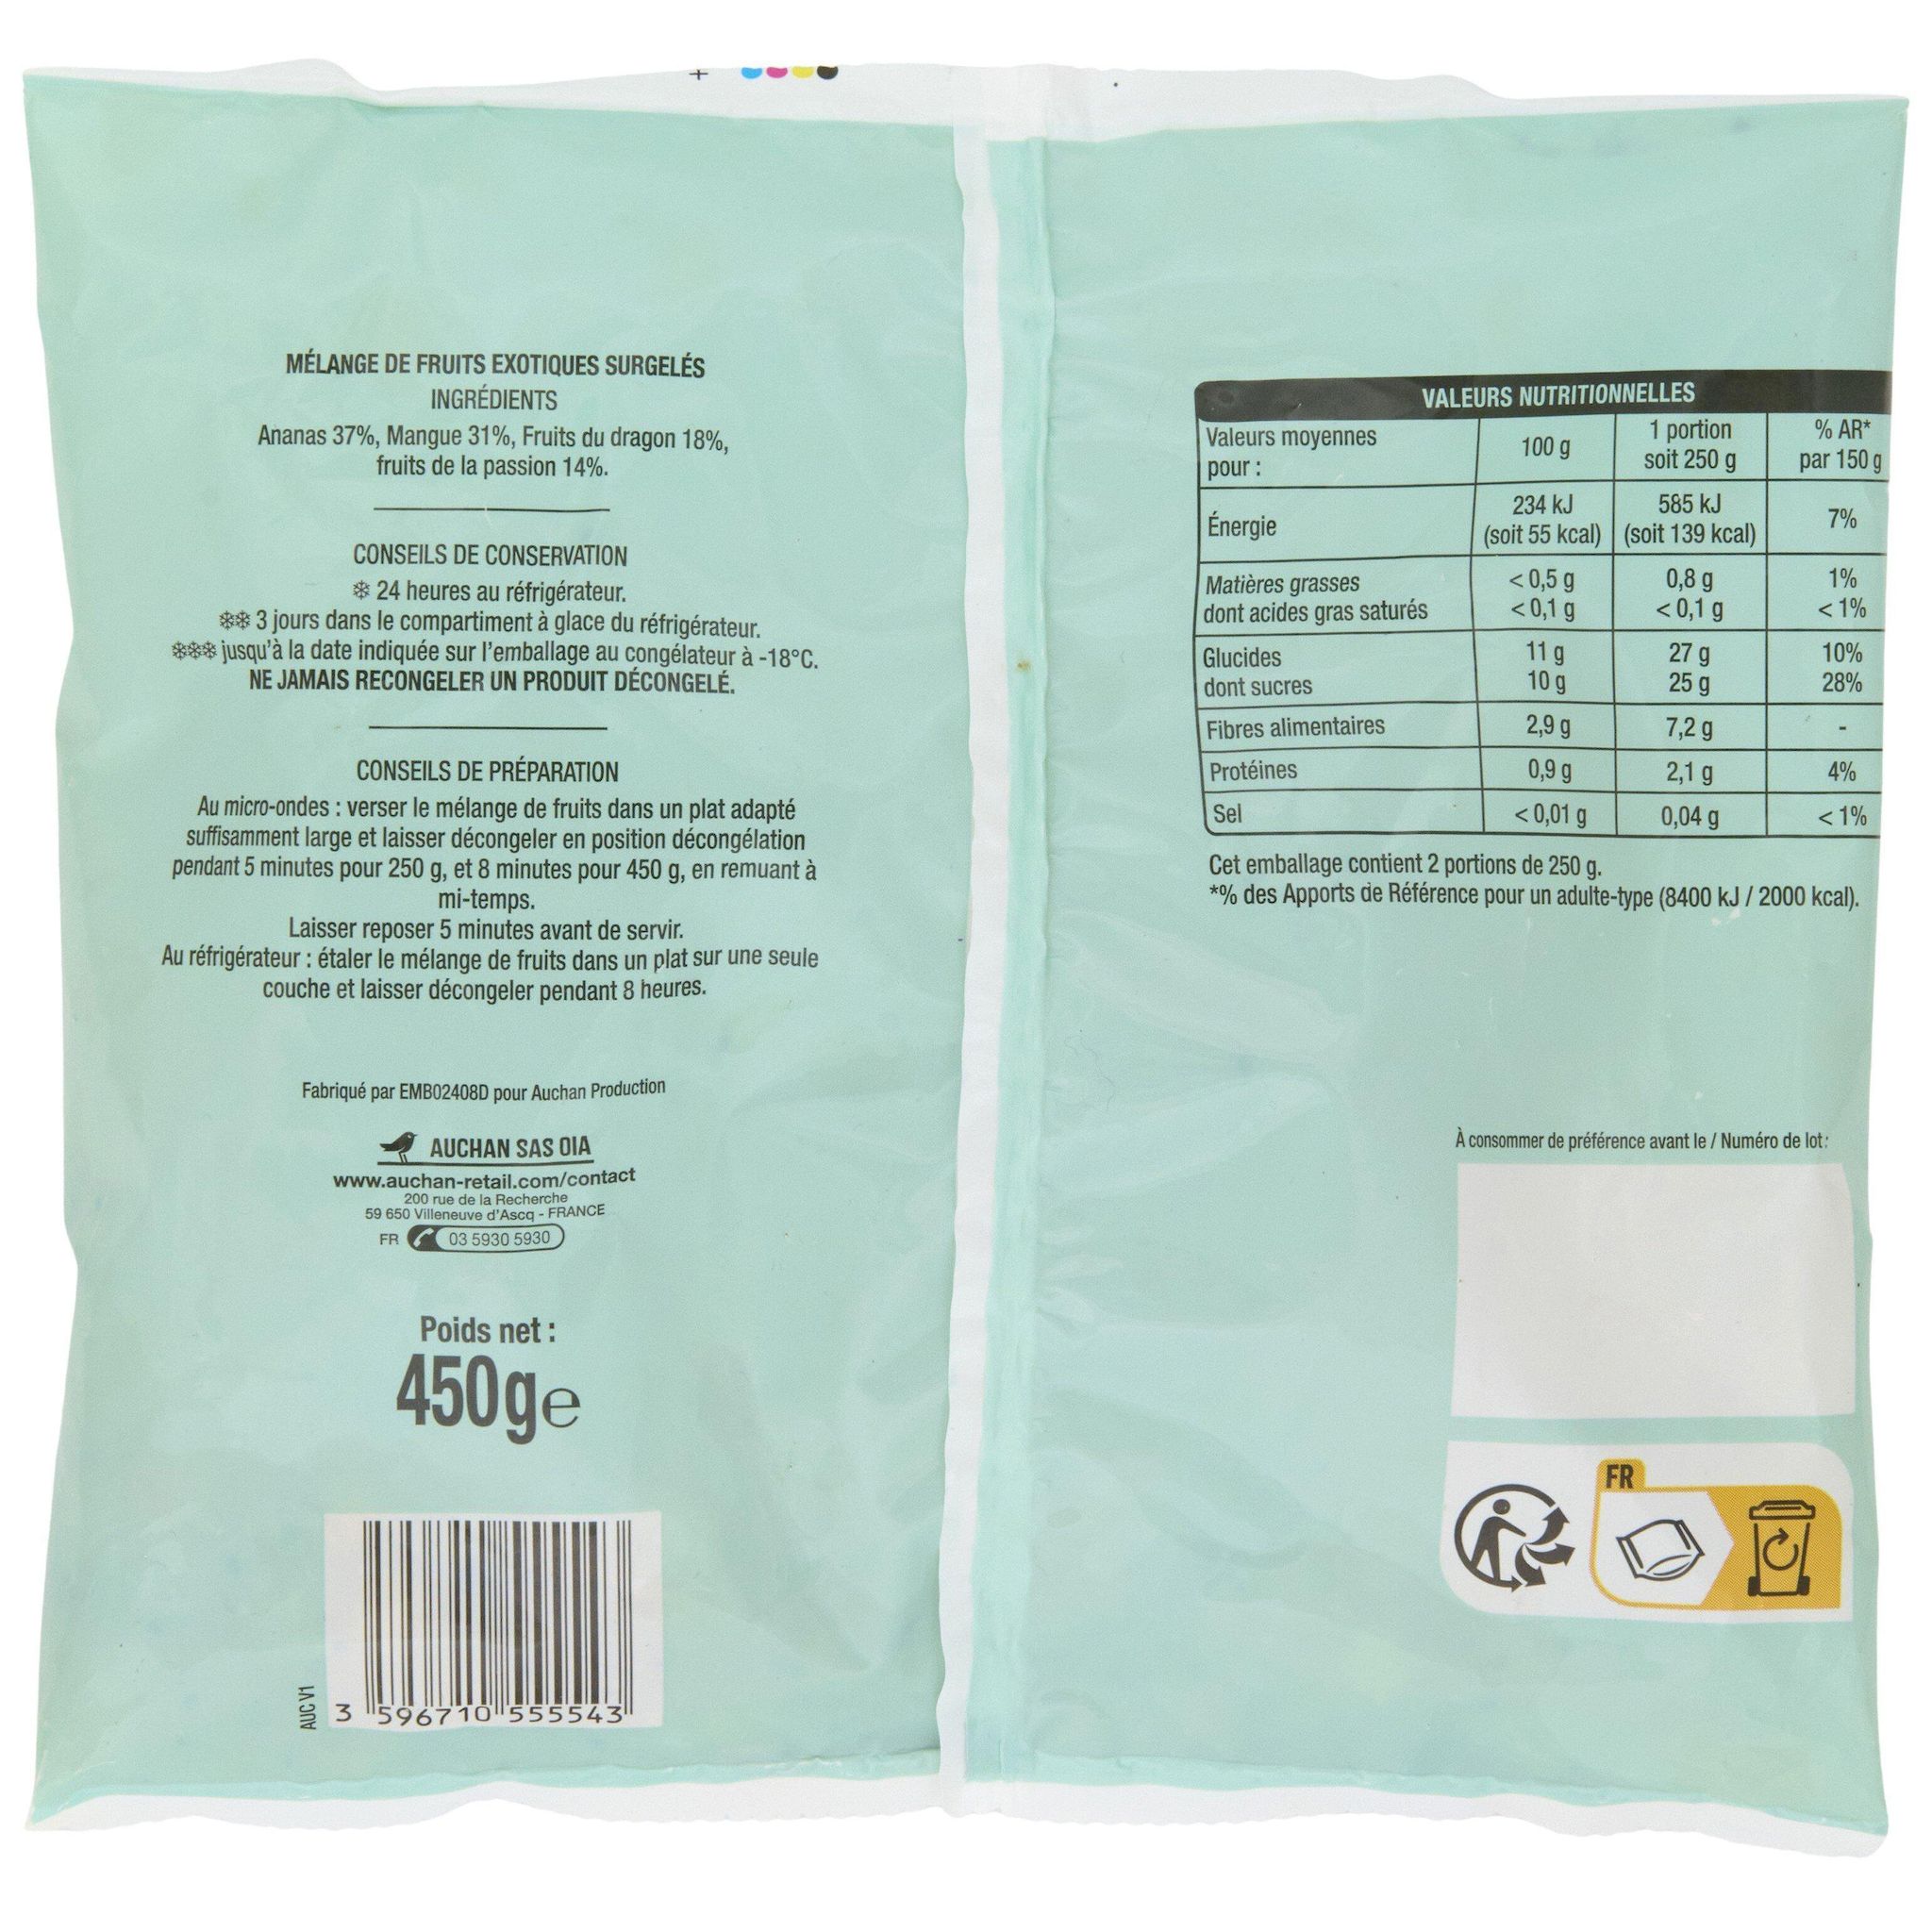 MÉLANGE DE FRUITS EXOTIQUES SURGELÉS
INGRÉDIENTS
Ananas 37%, Mangue 31%, Fruits du dragon 18%,
fruits de la passion 14%.
CONSEILS DE CONSERVATION
24 heures au réfrigérateur.
3 jours dans le compartiment à glace du réfrigérateur.
jusqu'à la date indiquée sur l'emballage au congélateur à -18°C.
NE JAMAIS RECONGELER UN PRODUIT DÉCONGELÉ.
CONSEILS DE PRÉPARATION
Au micro-ondes : verser le mélange de fruits dans un plat adapté
suffisamment large et laisser décongeler en position décongélation
pendant 5 minutes pour 250 g, et 8 minutes pour 450 g, en remuant à
mi-temps.
Laisser reposer 5 minutes avant de servir.
Au réfrigérateur : étaler le mélange de fruits dans un plat sur une seule
couche et laisser décongeler pendant 8 heures.
Fabriqué par EMB02408D pour Auchan Production
AUCHAN SAS OIA
www.auchan-retail.com/contact
200 rue de la Recherche
59 650 Villeneuve d'Ascq - FRANCE
FR 03 5930 5930
Poids net :
450g℮
AUC V1
3 596710 555543
VALEURS NUTRITIONNELLES
Valeurs moyennes pour : 100 g 1 portion soit 250 g % AR* par 150 g
Énergie 234 kJ (soit 55 kcal) 585 kJ (soit 139 kcal) 7%
Matières grasses < 0,5 g 0,8 g 1%
dont acides gras saturés < 0,1 g < 0,1 g < 1%
Glucides 11 g 27 g 10%
dont sucres 10 g 25 g 28%
Fibres alimentaires 2,9 g 7,2 g -
Protéines 0,9 g 2,1 g 4%
Sel < 0,01 g 0,04 g < 1%
Cet emballage contient 2 portions de 250 g.
*% des Apports de Référence pour un adulte-type (8400 kJ / 2000 kcal).
À consommer de préférence avant le / Numéro de lot :
FR